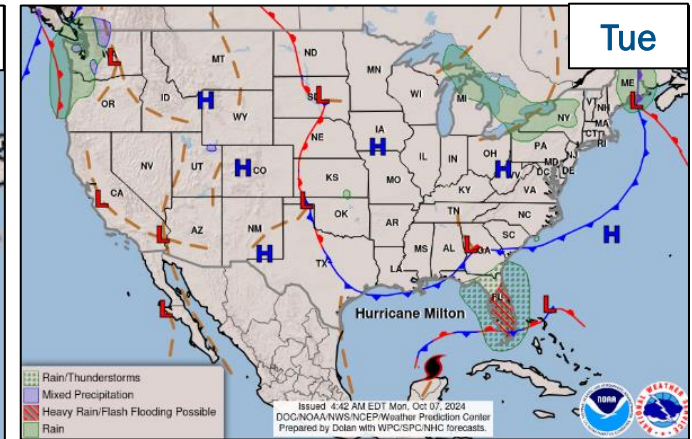 Tue
ND
MT
MN
ME
OR
ID
SD
WI
MI
VT
NH
WY
NY
MA
CT
RI
NE
IA
PA
NJ
NV
UT
CO
IL
IN
OH
MD
DE
DC
WV
CA
KS
MO
KY
VA
TN
NC
AZ
NM
OK
AR
SC
MS
AL
GA
TX
LA
FL
H
H
H
H
H
H
L
L
L
L
L
L
L
L
L
Hurricane Milton
Rain/Thunderstorms
Mixed Precipitation
Heavy Rain/Flash Flooding Possible
Rain
Issued 4:42 AM EDT Mon, Oct 07, 2024
DOC/NOAA/NWS/NCEP/Weather Prediction Center
Prepared by Dolan with WPC/SPC/NHC forecasts.
NOAA
NATIONAL WEATHER SERVICE